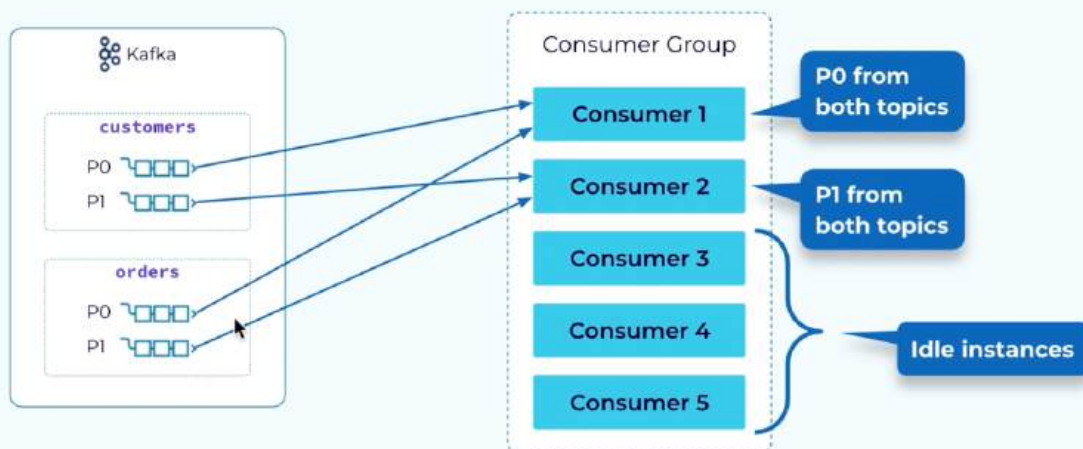 Kafka
customers
P0
P1
orders
P0
P1
Consumer Group
Consumer 1
Consumer 2
Consumer 3
Consumer 4
Consumer 5
P0 from
both topics
P1 from
both topics
Idle instances